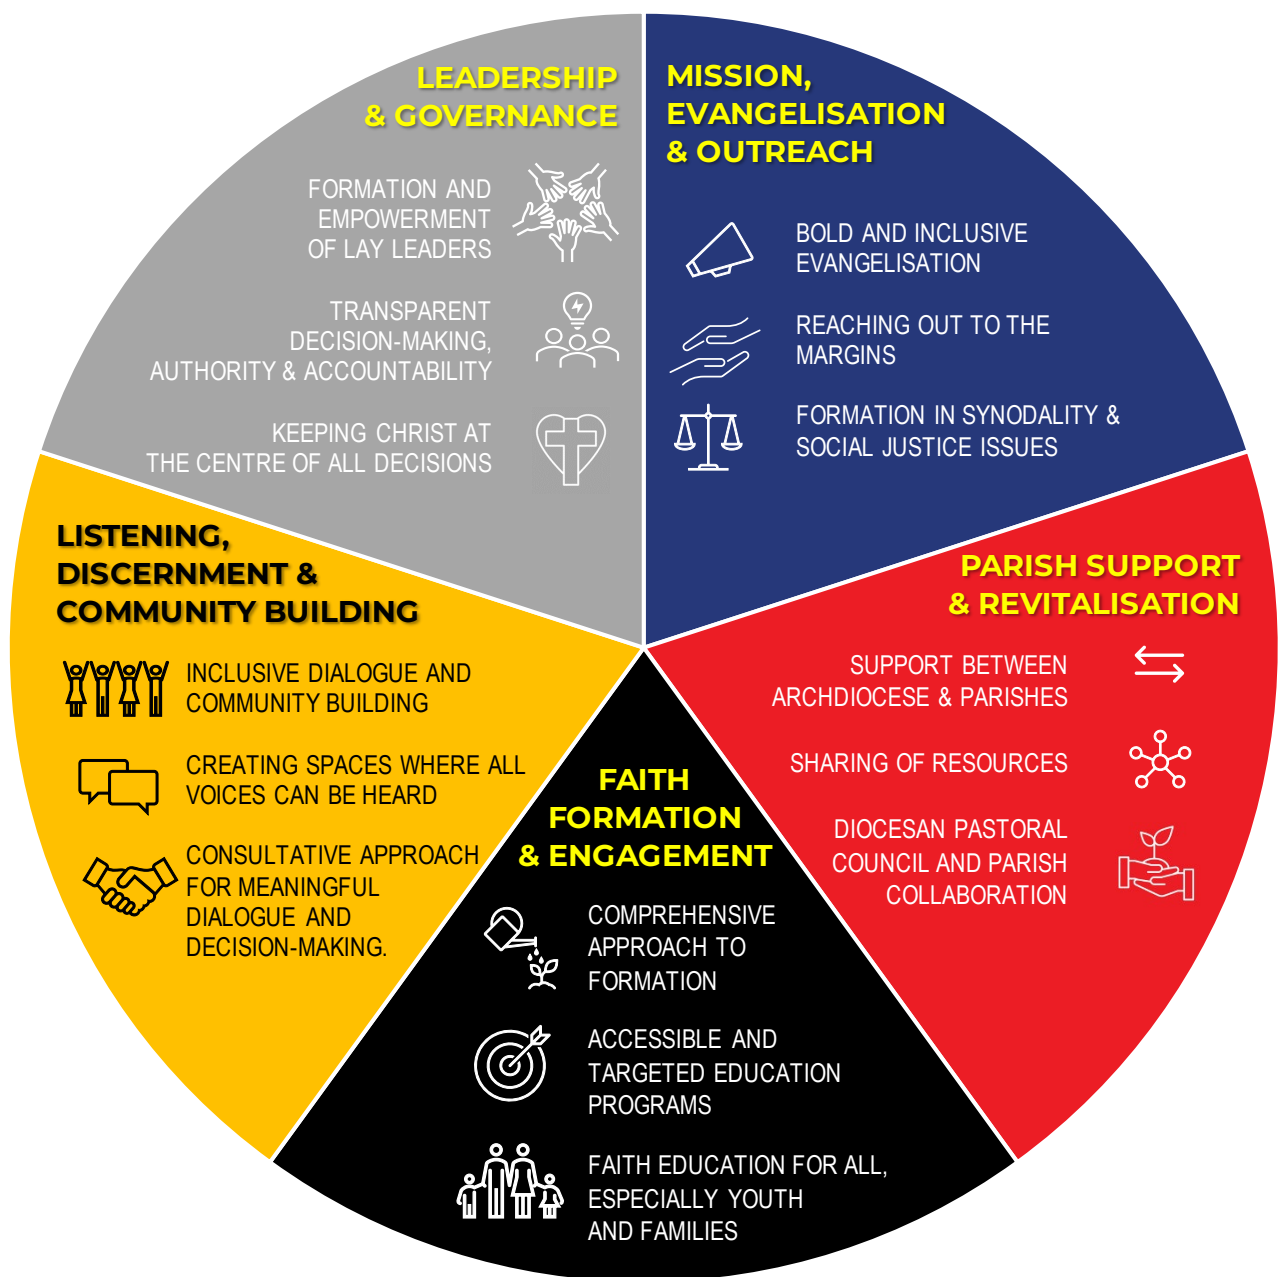 LEADERSHIP
& GOVERNANCE
FORMATION AND
EMPOWERMENT
OF LAY LEADERS
TRANSPARENT
DECISION-MAKING,
AUTHORITY & ACCOUNTABILITY
KEEPING CHRIST AT
THE CENTRE OF ALL DECISIONS
MISSION,
EVANGELISATION
& OUTREACH
BOLD AND INCLUSIVE
EVANGELISATION
REACHING OUT TO THE
MARGINS
FORMATION IN SYNODALITY &
SOCIAL JUSTICE ISSUES
LISTENING,
DISCERNMENT &
COMMUNITY BUILDING
INCLUSIVE DIALOGUE AND
COMMUNITY BUILDING
CREATING SPACES WHERE ALL
VOICES CAN BE HEARD
CONSULTATIVE APPROACH
FOR MEANINGFUL
DIALOGUE AND
DECISION-MAKING.
PARISH SUPPORT
& REVITALISATION
SUPPORT BETWEEN
ARCHDIOCESE & PARISHES
SHARING OF RESOURCES
DIOCESAN PASTORAL
COUNCIL AND PARISH
COLLABORATION
FAITH
FORMATION
& ENGAGEMENT
COMPREHENSIVE
APPROACH TO
FORMATION
ACCESSIBLE AND
TARGETED EDUCATION
PROGRAMS
FAITH EDUCATION FOR ALL,
ESPECIALLY YOUTH
AND FAMILIES